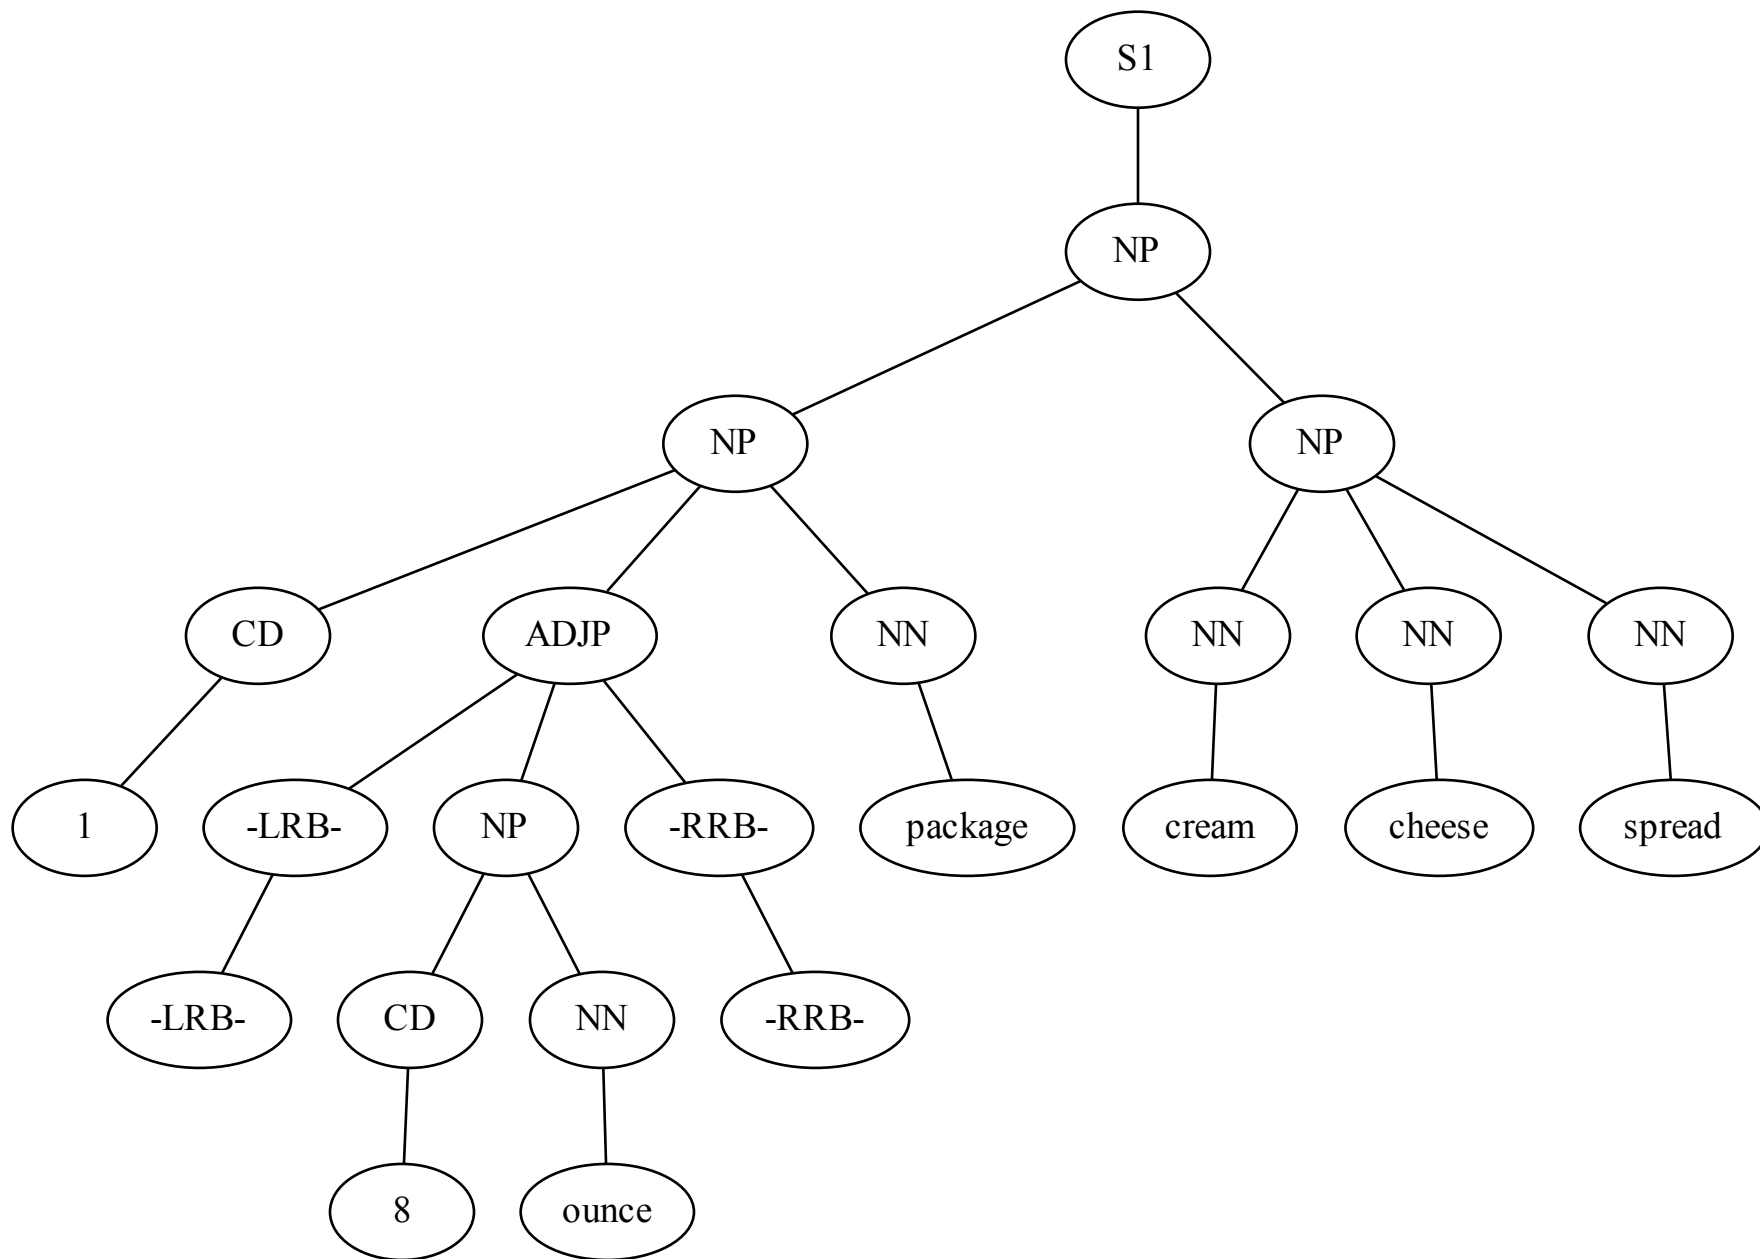 S1
NP
NP NP
CD ADJP NN NN NN NN
1 -LRB- NP -RRB- package cream cheese spread
-LRB- CD NN -RRB-
8 ounce